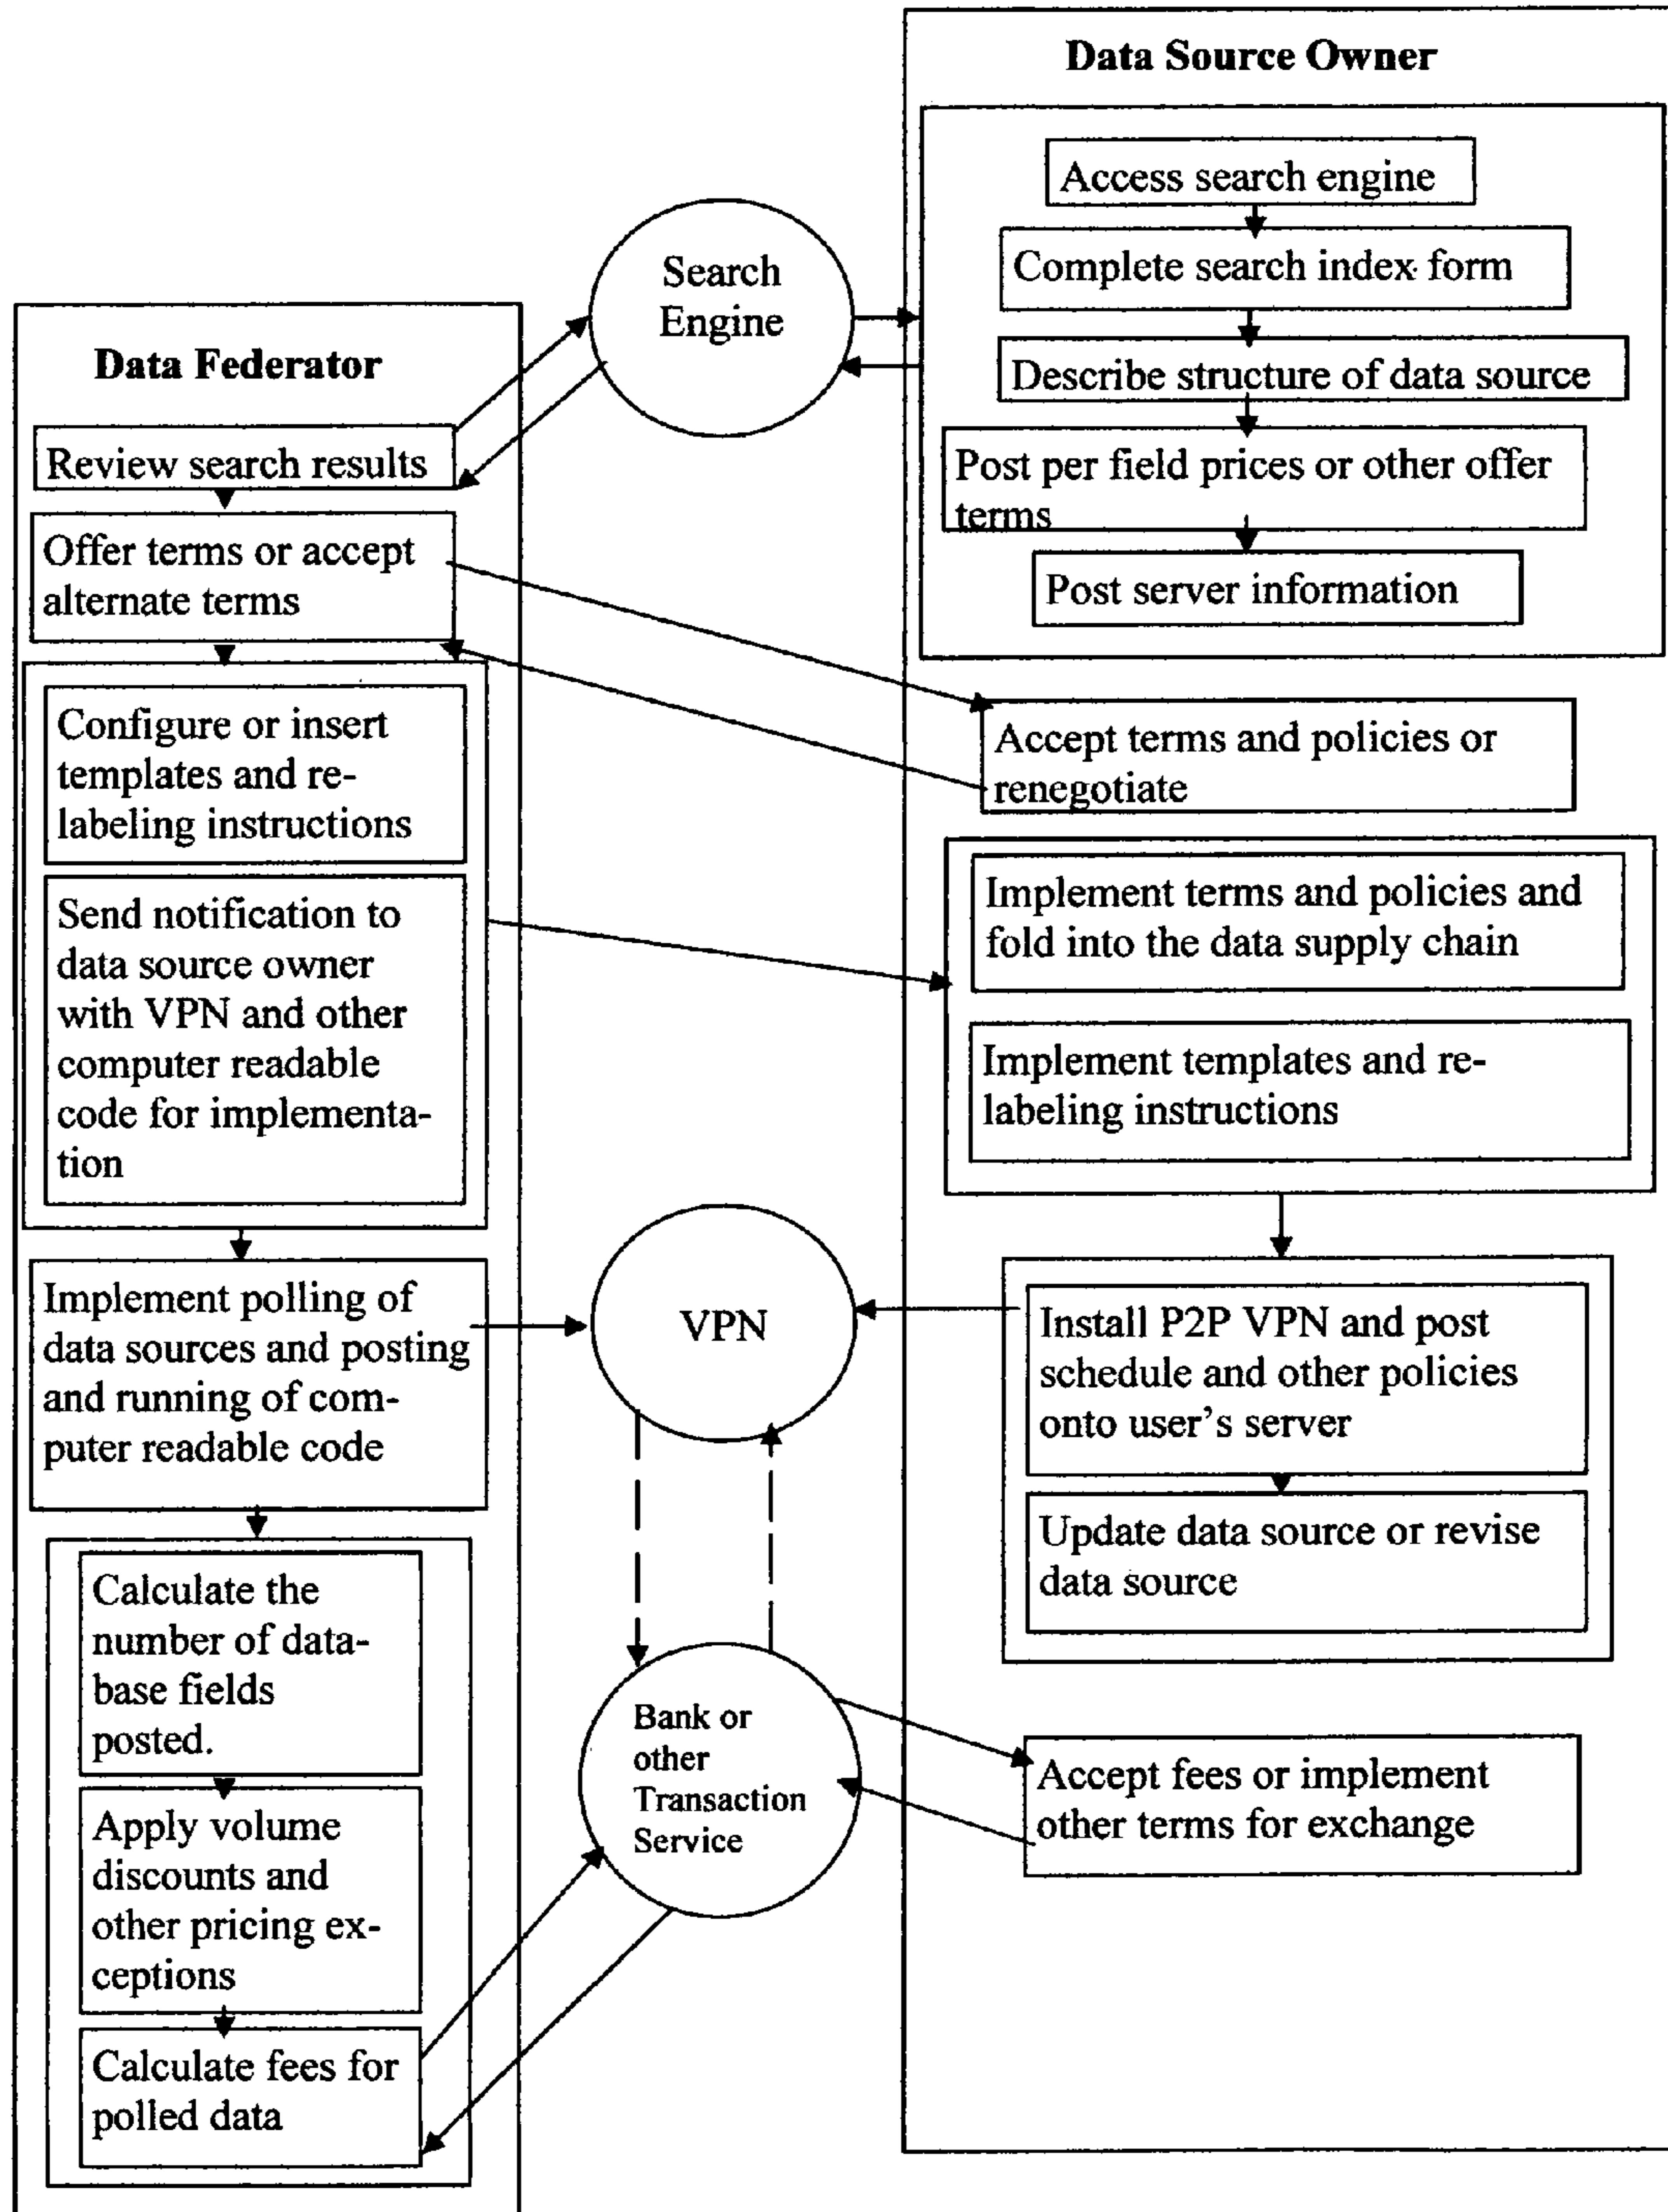 Data Source Owner
Access search engine
Complete search index form
Describe structure of data source
Post per field prices or other offer
terms
Post server information
Search
Engine
Data Federator
Review search results
Offer terms or accept
alternate terms
Configure or insert
templates and re-
labeling instructions
Send notification to
data source owner
with VPN and other
computer readable
code for implementa-
tion
Accept terms and policies or
renegotiate
Implement terms and policies and
fold into the data supply chain
Implement templates and re-
labeling instructions
Implement polling of
data sources and posting
and running of com-
puter readable code
VPN
Install P2P VPN and post
schedule and other policies
onto user's server
Update data source or revise
data source
Calculate the
number of data-
base fields
posted.
Apply volume
discounts and
other pricing ex-
ceptions
Calculate fees for
polled data
Bank or
other
Transaction
Service
Accept fees or implement
other terms for exchange